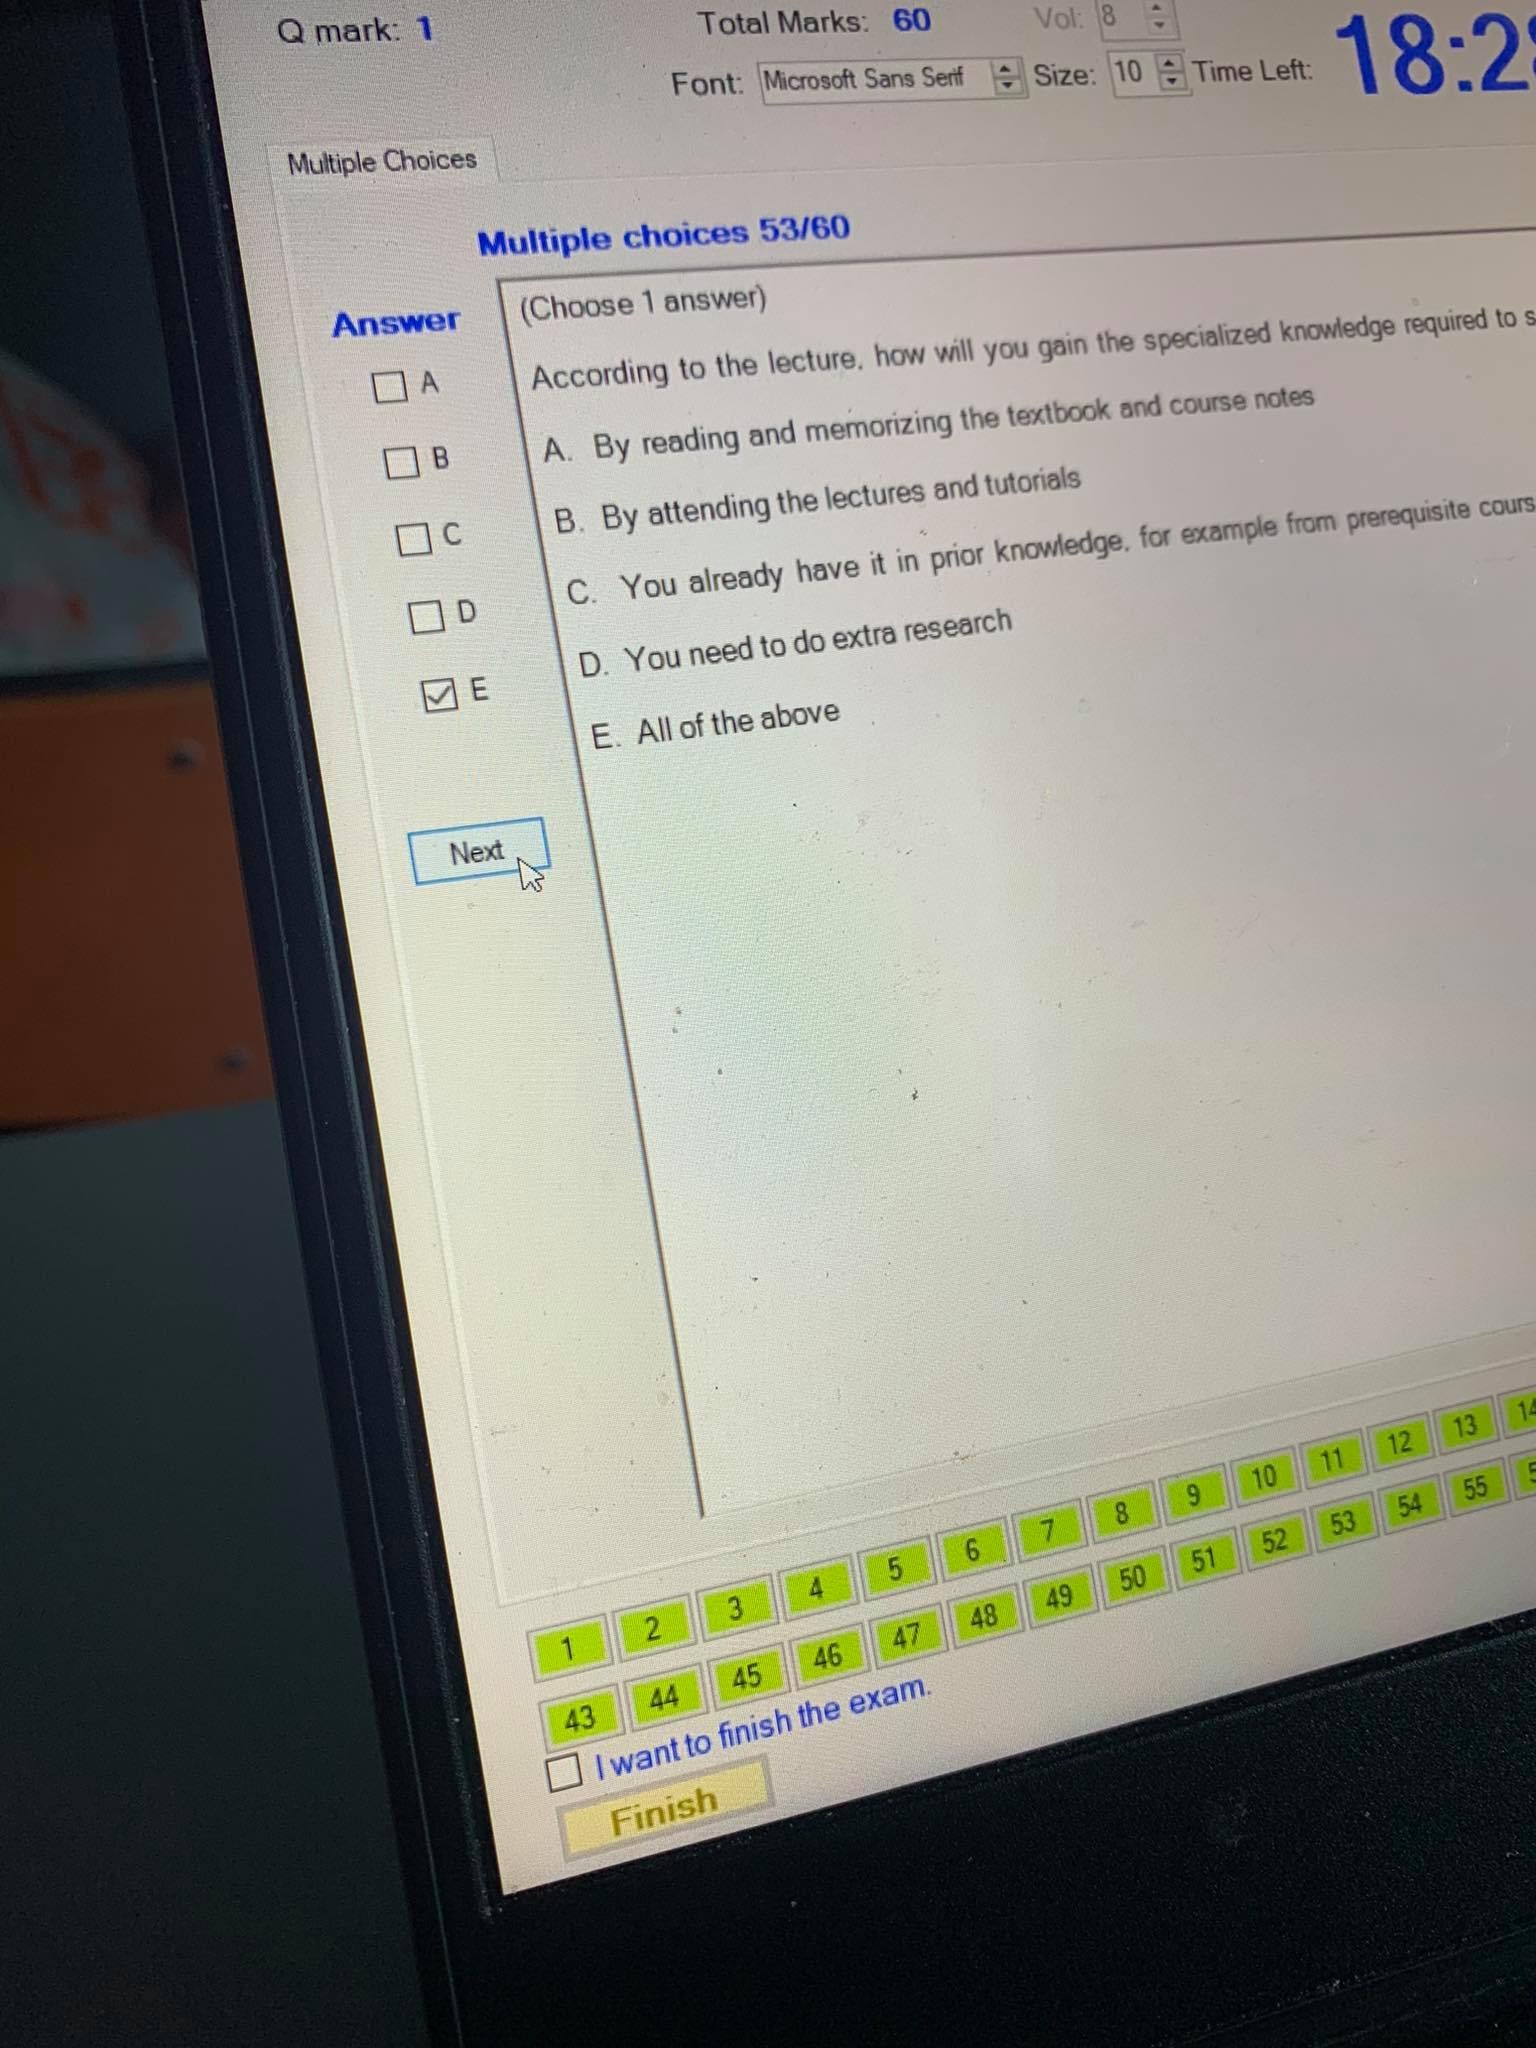 Q mark: 1
Total Marks: 60
Vol: 8
Font: Microsoft Sans Serif
Size: 10
Time Left:
18:2
Multiple Choices
Multiple choices 53/60
Answer
(Choose 1 answer)
According to the lecture, how will you gain the specialized knowledge required to s
A. By reading and memorizing the textbook and course notes
B. By attending the lectures and tutorials
C. You already have it in prior knowledge, for example from prerequisite cours
D. You need to do extra research
E. All of the above
A
B
C
D
E
Next
1 2 3 4 5 6 7 8 9 10 11 12 13 14
43 44 45 46 47 48 49 50 51 52 53 54 55
I want to finish the exam.
Finish